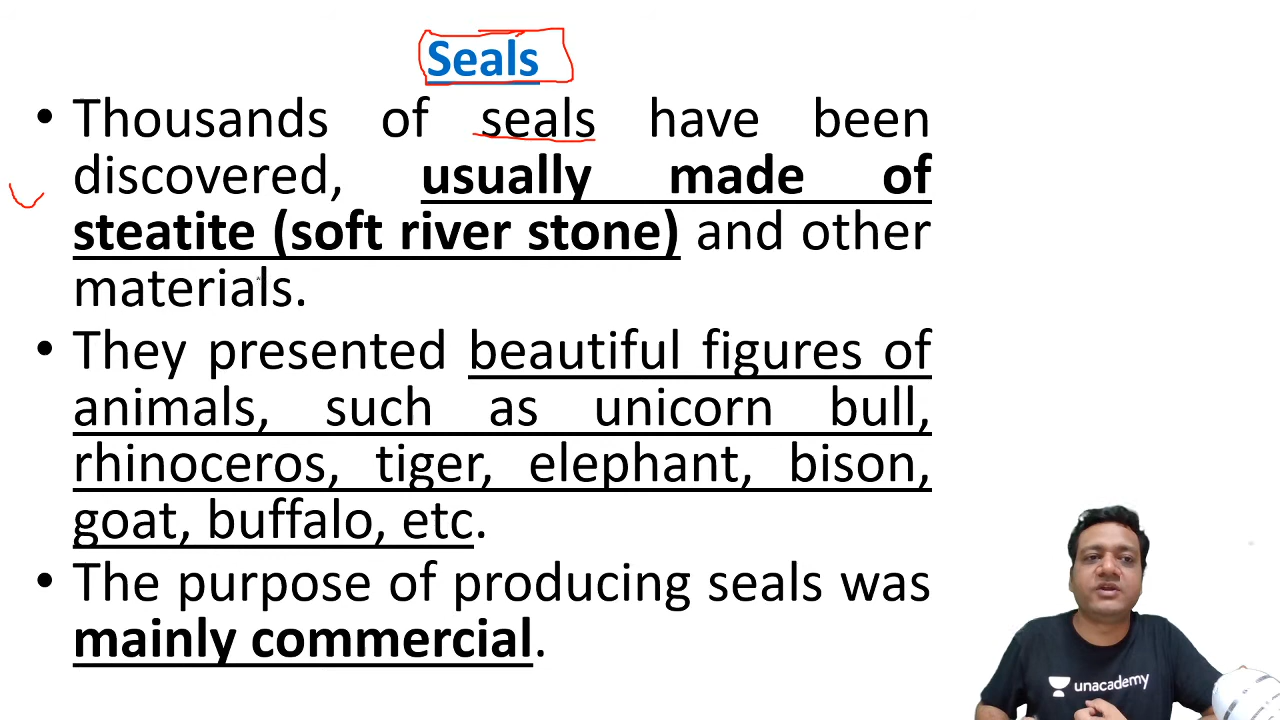 Seals
• Thousands of seals have been
discovered, usually made of
steatite (soft river stone) and other
materials.
• They presented beautiful figures of
animals, such as unicorn bull,
rhinoceros, tiger, elephant, bison,
goat, buffalo, etc.
• The purpose of producing seals was
mainly commercial.
unacademy